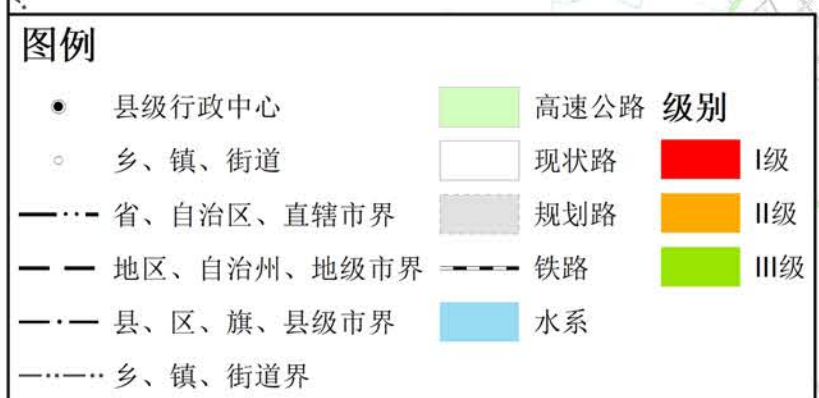 图例
县级行政中心
乡、镇、街道
省、自治区、直辖市界
地区、自治州、地级市界
县、区、旗、县级市界
乡、镇、街道界
高速公路
现状路
规划路
铁路
水系
级别
I级
II级
III级